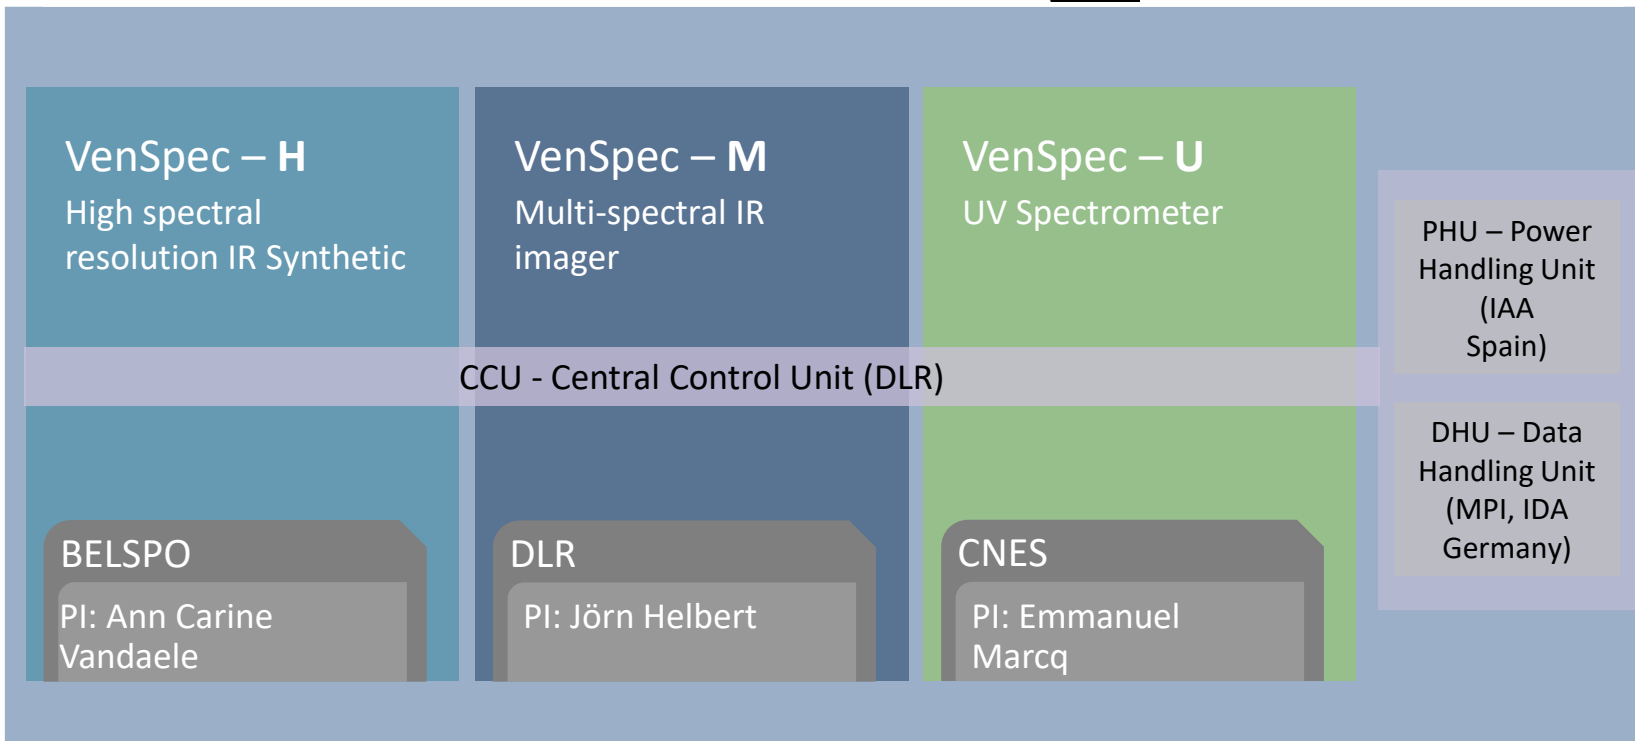 VenSpec – H
High spectral
resolution IR Synthetic
BELSPO
PI: Ann Carine
Vandaele
VenSpec – M
Multi-spectral IR
imager
DLR
PI: Jörn Helbert
VenSpec – U
UV Spectrometer
CNES
PI: Emmanuel
Marcq
CCU - Central Control Unit (DLR)
PHU – Power
Handling Unit
(IAA
Spain)
DHU – Data
Handling Unit
(MPI, IDA
Germany)